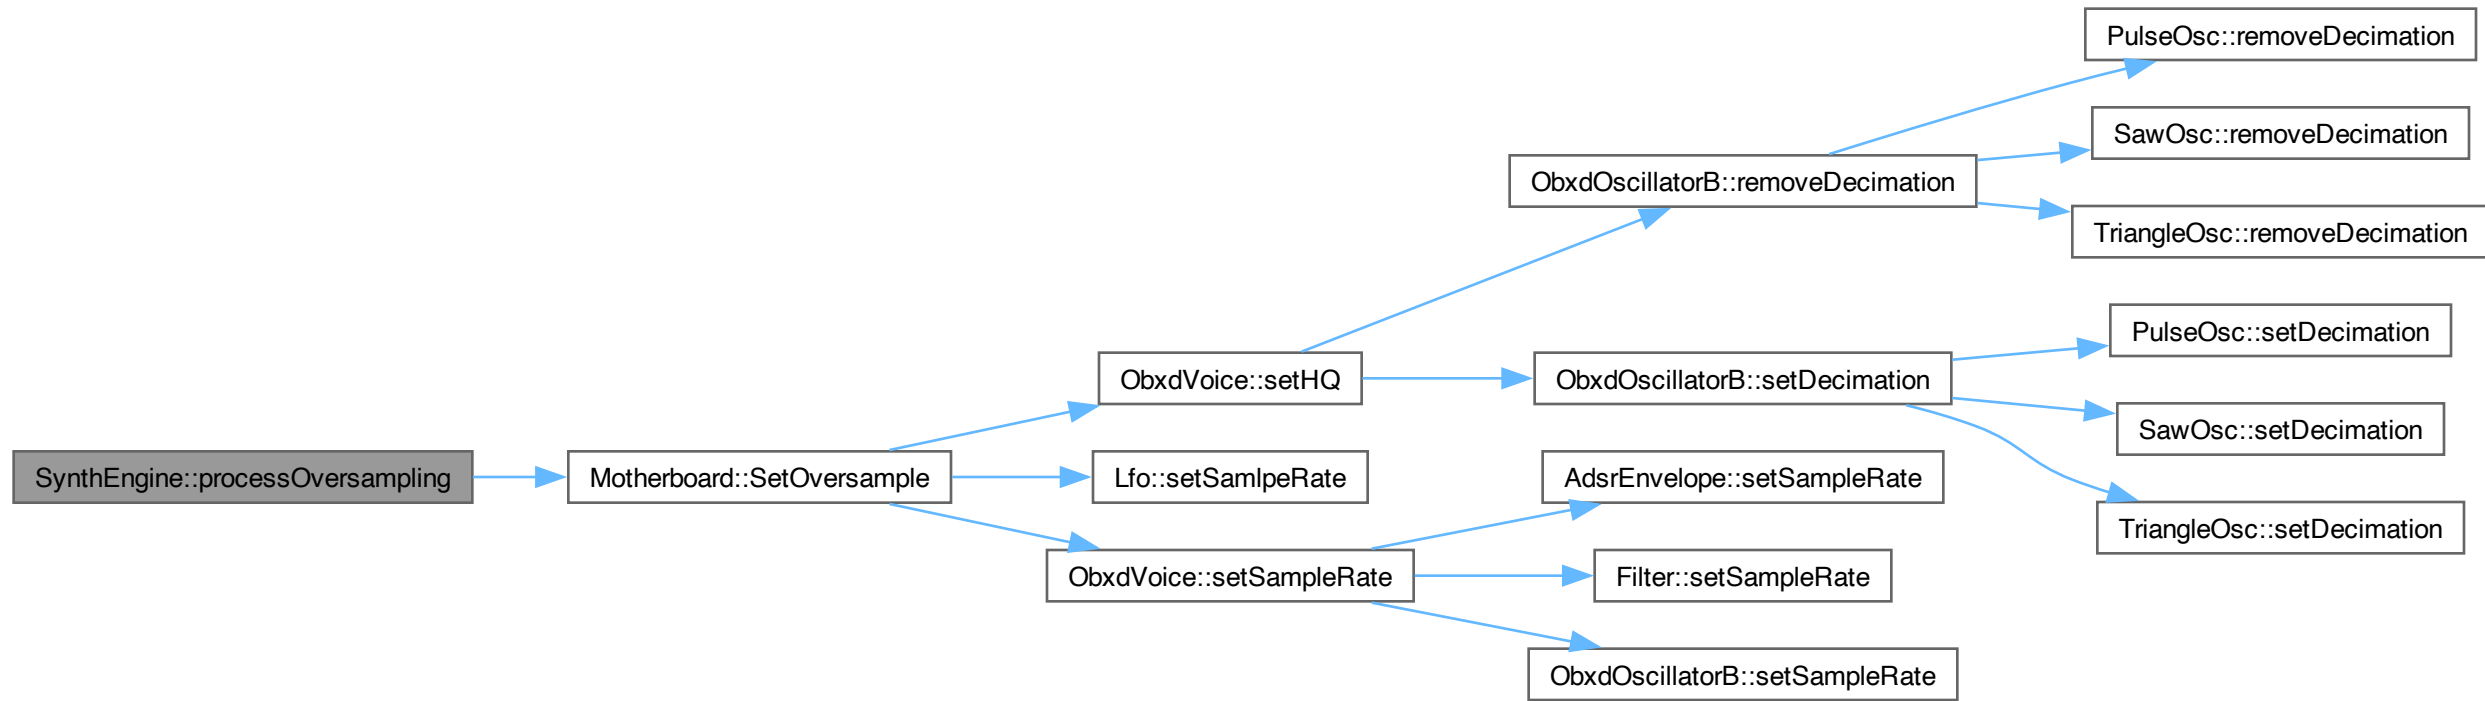 PulseOsc::removeDecimation
SawOsc::removeDecimation
ObxdOscillatorB::removeDecimation
TriangleOsc::removeDecimation
PulseOsc::setDecimation
ObxdVoice::setHQ
ObxdOscillatorB::setDecimation
SawOsc::setDecimation
SynthEngine::processOversampling
Motherboard::SetOversample
Lfo::setSamlpeRate
AdsrEnvelope::setSampleRate
TriangleOsc::setDecimation
ObxdVoice::setSampleRate
Filter::setSampleRate
ObxdOscillatorB::setSampleRate